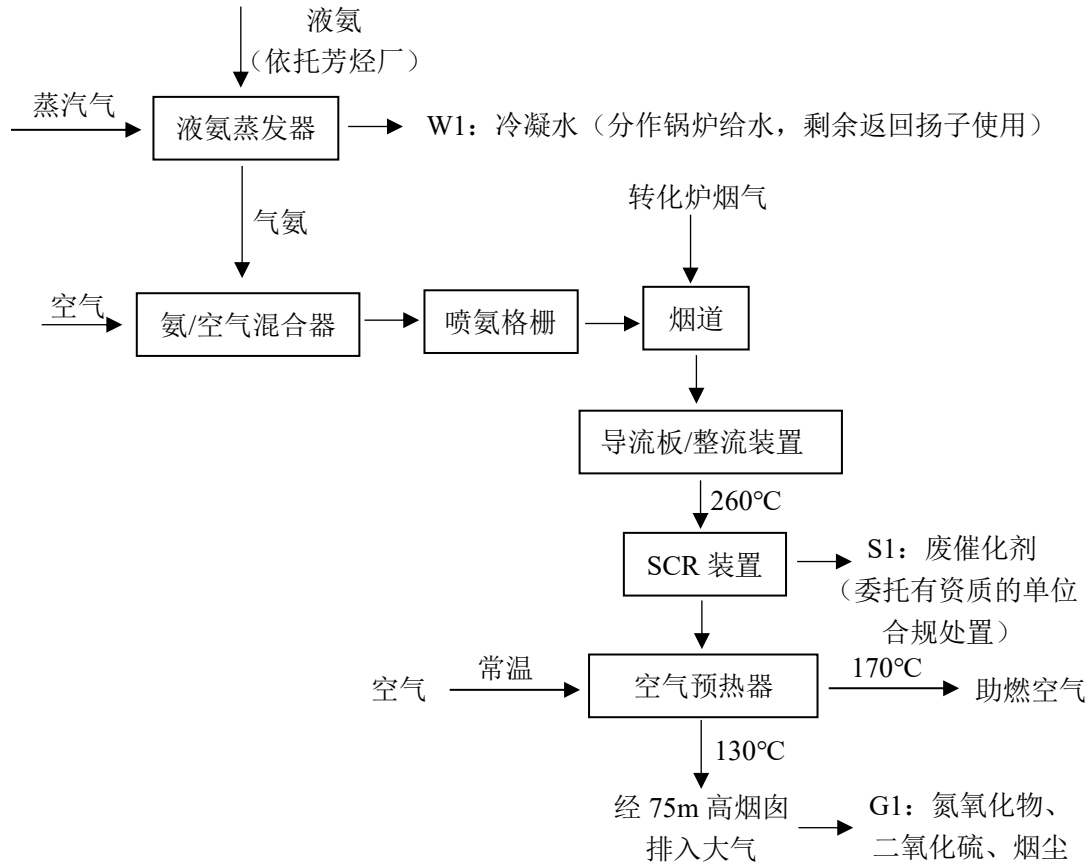 液氨
（依托芳烃厂）
蒸汽气
液氨蒸发器
W1：冷凝水（分作锅炉给水，剩余返回扬子使用）
气氨
转化炉烟气
空气
氨/空气混合器
喷氨格栅
烟道
导流板/整流装置
260℃
SCR 装置
S1：废催化剂
（委托有资质的单位
合规处置）
空气
常温
空气预热器
170℃
助燃空气
130℃
经 75m 高烟囱
排入大气
G1：氮氧化物、
二氧化硫、烟尘